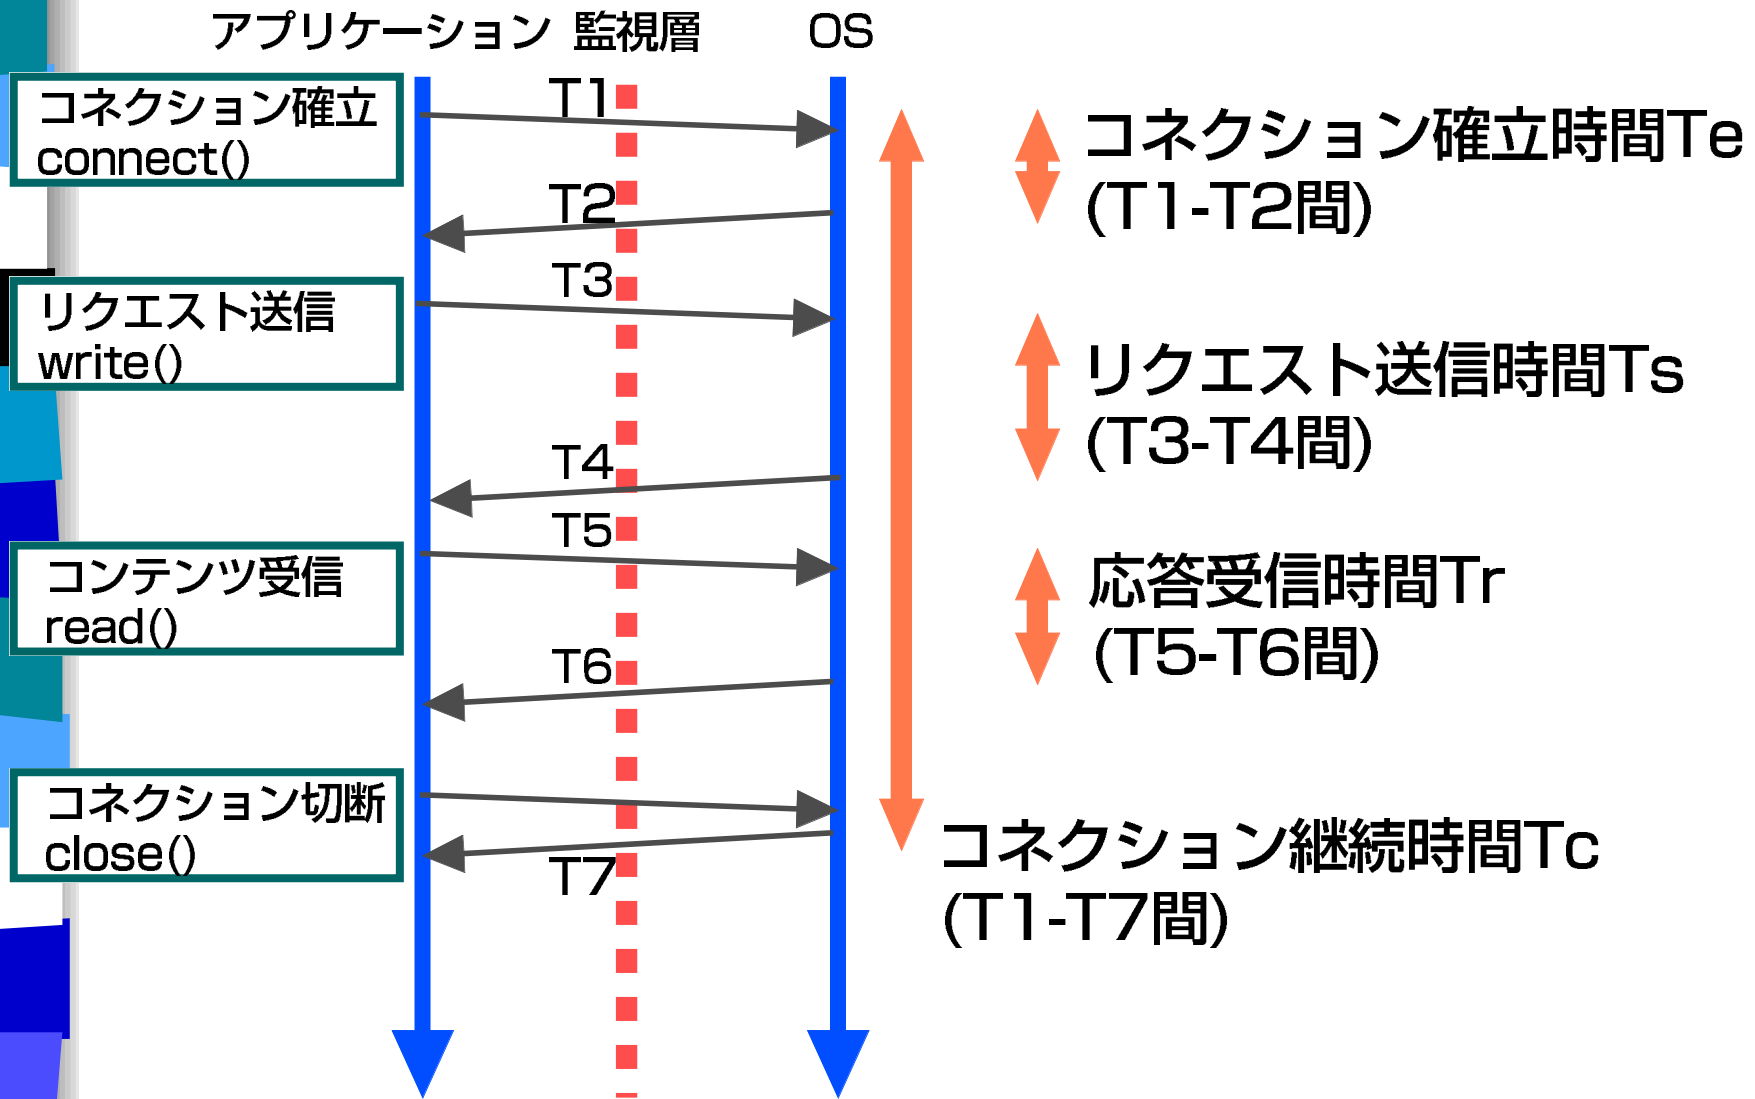 アプリケーション 監視層 OS
コネクション確立
connect()
T1
T2
コネクション確立時間Te
(T1-T2間)
リクエスト送信
write()
T3
T4
リクエスト送信時間Ts
(T3-T4間)
コンテンツ受信
read()
T5
T6
応答受信時間Tr
(T5-T6間)
コネクション切断
close()
T7
コネクション継続時間Tc
(T1-T7間)